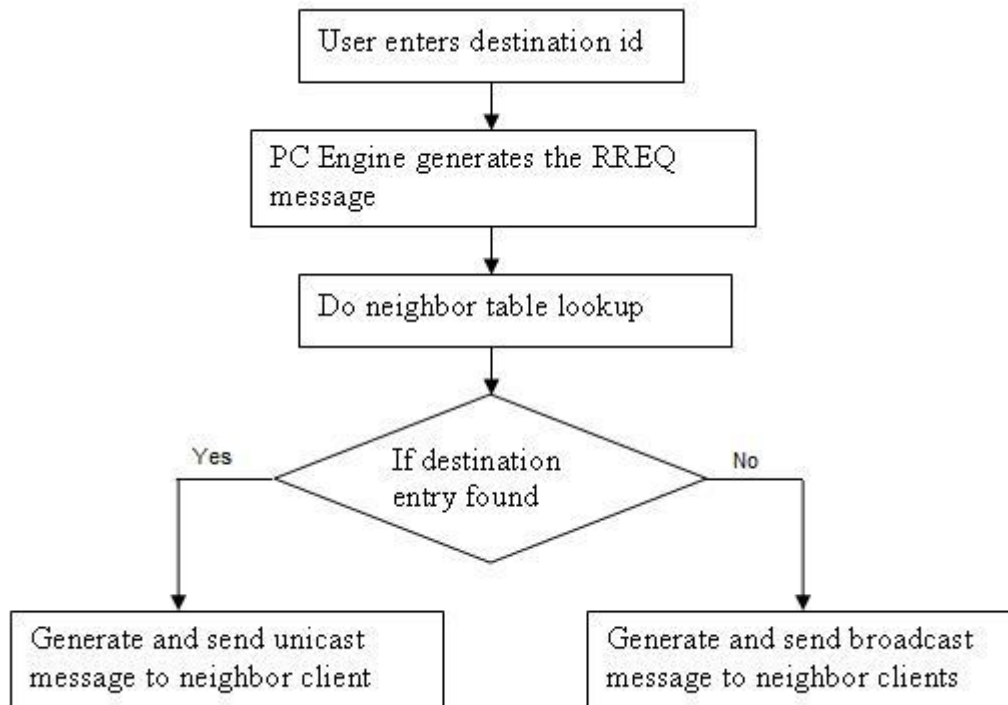 User enters destination id
PC Engine generates the RREQ
message
Do neighbor table lookup
If destination
entry found
Yes
No
Generate and send unicast
message to neighbor client
Generate and send broadcast
message to neighbor clients